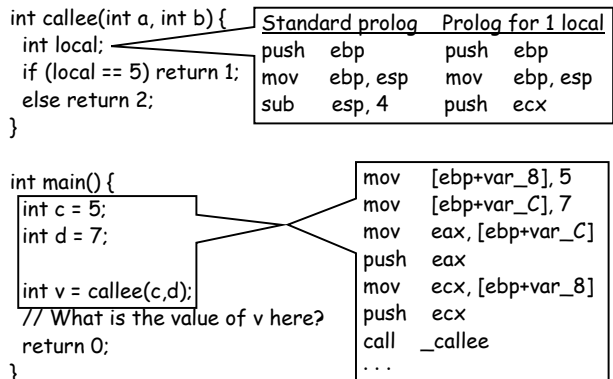 int callee(int a, int b) {
int local;
if (local == 5) return 1;
else return 2;
}
Standard prolog Prolog for 1 local
push ebp push ebp
mov ebp, esp mov ebp, esp
sub esp, 4 push ecx
int main() {
int c = 5;
int d = 7;
int v = callee(c,d);
// What is the value of v here?
return 0;
}
mov [ebp+var_8], 5
mov [ebp+var_C], 7
mov eax, [ebp+var_C]
push eax
mov ecx, [ebp+var_8]
push ecx
call _callee
. . .